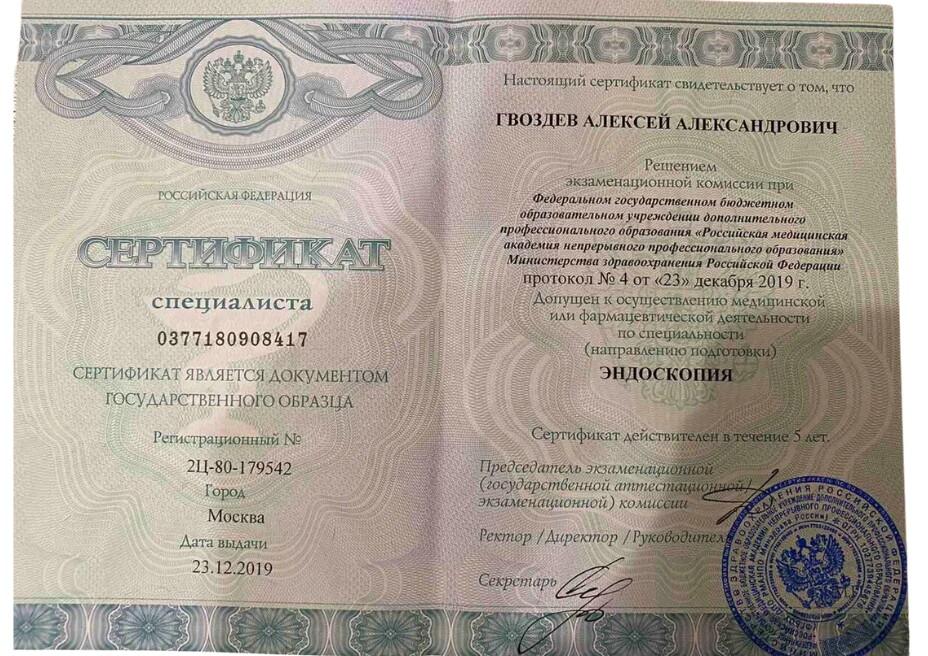 РОССИЙСКАЯ ФЕДЕРАЦИЯ
СЕРТИФИКАТ
специалиста
0377180908417
СЕРТИФИКАТ ЯВЛЯЕТСЯ ДОКУМЕНТОМ
ГОСУДАРСТВЕННОГО ОБРАЗЦА
Регистрационный №
2Ц-80-179542
Город
Москва
Дата выдачи
23.12.2019
Настоящий сертификат свидетельствует о том, что
ГВОЗДЕВ АЛЕКСЕЙ АЛЕКСАНДРОВИЧ
Решением
экзаменационной комиссии при
Федеральном государственном бюджетном
образовательном учреждении дополнительного
профессионального образования «Российская медицинская
академия непрерывного профессионального образования»
Министерства здравоохранения Российской Федерации
протокол № 4 от «23» декабря 2019 г.
Допущен к осуществлению медицинской
или фармацевтической деятельности
по специальности
(направлению подготовки)
ЭНДОСКОПИЯ
Сертификат действителен в течение 5 лет.
Председатель экзаменационной
(государственной аттестационной/
экзаменационной) комиссии
Ректор /Директор /Руководитель
Секретарь